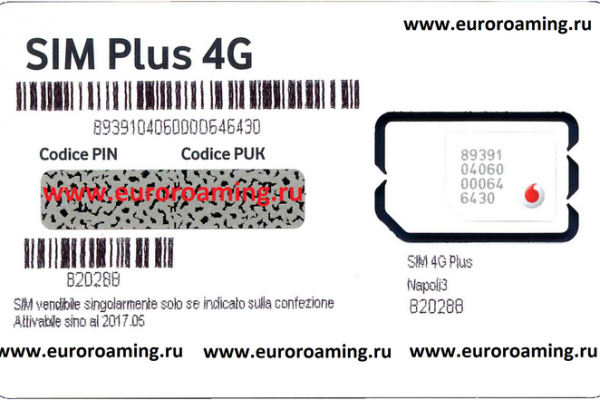 www.euroroaming.ru
SIM Plus 4G
8939104060000646430
Codice PIN Codice PUK
www.euroroaming.ru
820288
SIM vendibile singolarmente solo se indicato sulla confezione
Attivabile sino al 2017.05
89391
04060
00064
6430
SIM 4G Plus
Napoli3
820288
www.euroroaming.ru www.euroroaming.ru www.euroroaming.ru